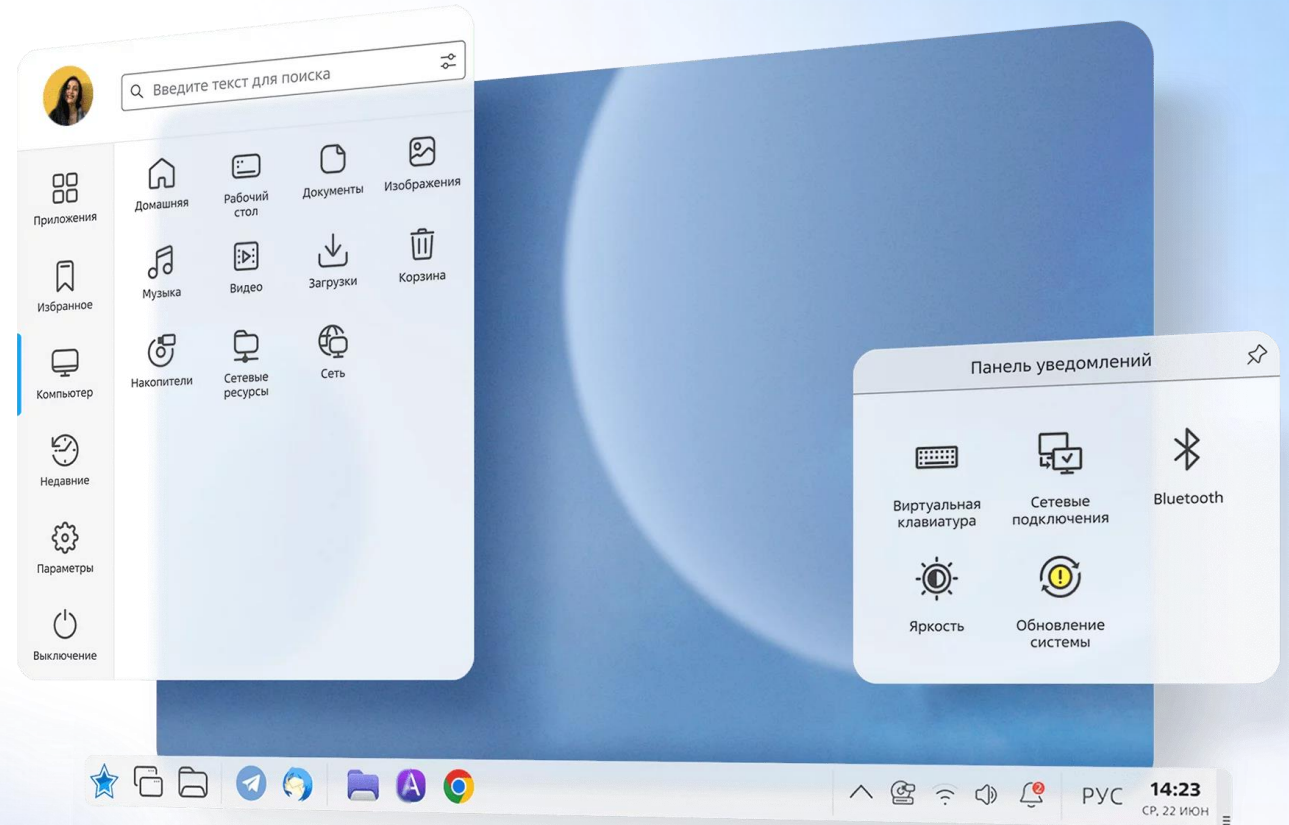 Введите текст для поиска
Приложения
Избранное
Компьютер
Недавние
Параметры
Выключение
Домашняя
Рабочий
стол
Документы
Изображения
Музыка
Видео
Загрузки
Корзина
Накопители
Сетевые
ресурсы
Сеть
Панель уведомлений
Виртуальная
клавиатура
Сетевые
подключения
Bluetooth
Яркость
Обновление
системы
A
2
РУС
14:23
СР, 22 ИЮН